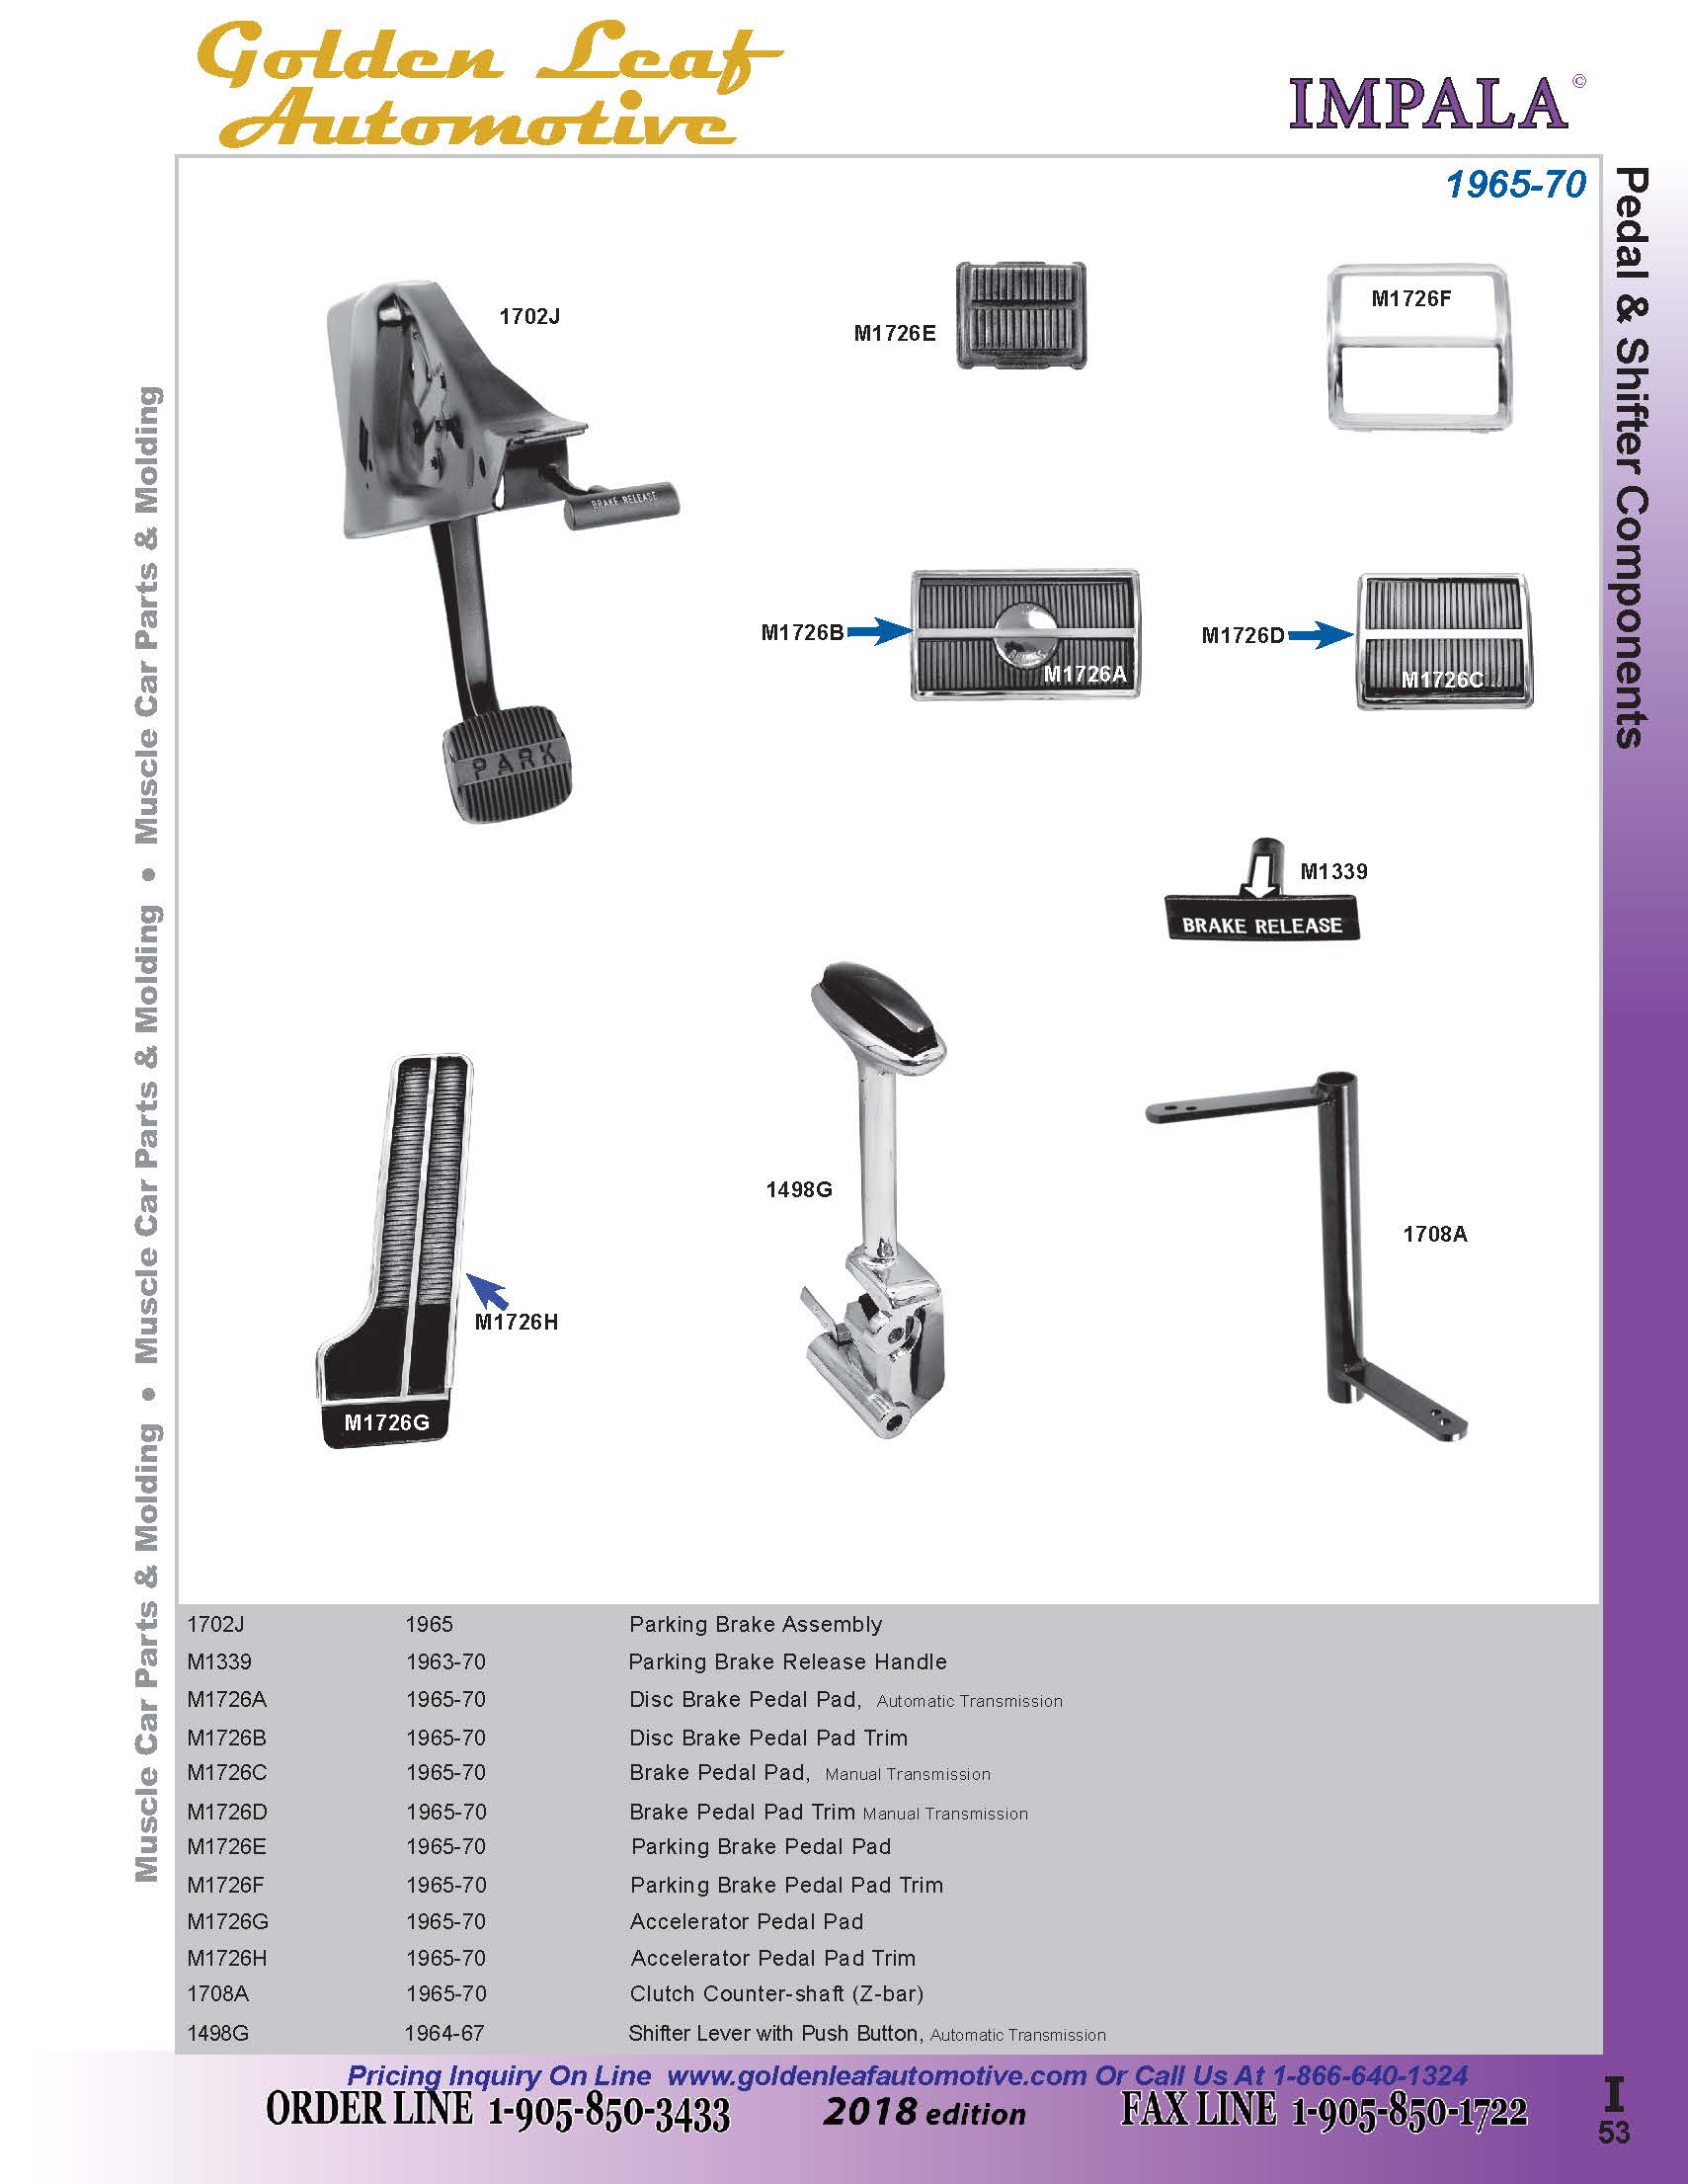 Golden Leaf
Automotive
IMPALA©
1965-70
Pedal & Shifter Components
Muscle Car Parts & Molding • Muscle Car Parts & Molding • Muscle Car Parts & Molding
1702J
BRAKE RELEASE
PARK
M1726E
M1726F
M1726B
M1726A
M1726D
M1726C
M1339
BRAKE RELEASE
1498G
1708A
M1726H
M1726G
1702J 1965 Parking Brake Assembly
M1339 1963-70 Parking Brake Release Handle
M1726A 1965-70 Disc Brake Pedal Pad, Automatic Transmission
M1726B 1965-70 Disc Brake Pedal Pad Trim
M1726C 1965-70 Brake Pedal Pad, Manual Transmission
M1726D 1965-70 Brake Pedal Pad Trim Manual Transmission
M1726E 1965-70 Parking Brake Pedal Pad
M1726F 1965-70 Parking Brake Pedal Pad Trim
M1726G 1965-70 Accelerator Pedal Pad
M1726H 1965-70 Accelerator Pedal Pad Trim
1708A 1965-70 Clutch Counter-shaft (Z-bar)
1498G 1964-67 Shifter Lever with Push Button, Automatic Transmission
Pricing Inquiry On Line www.goldenleafautomotive.com Or Call Us At 1-866-640-1324
ORDER LINE 1-905-850-3433 2018 edition FAX LINE 1-905-850-1722
I
53